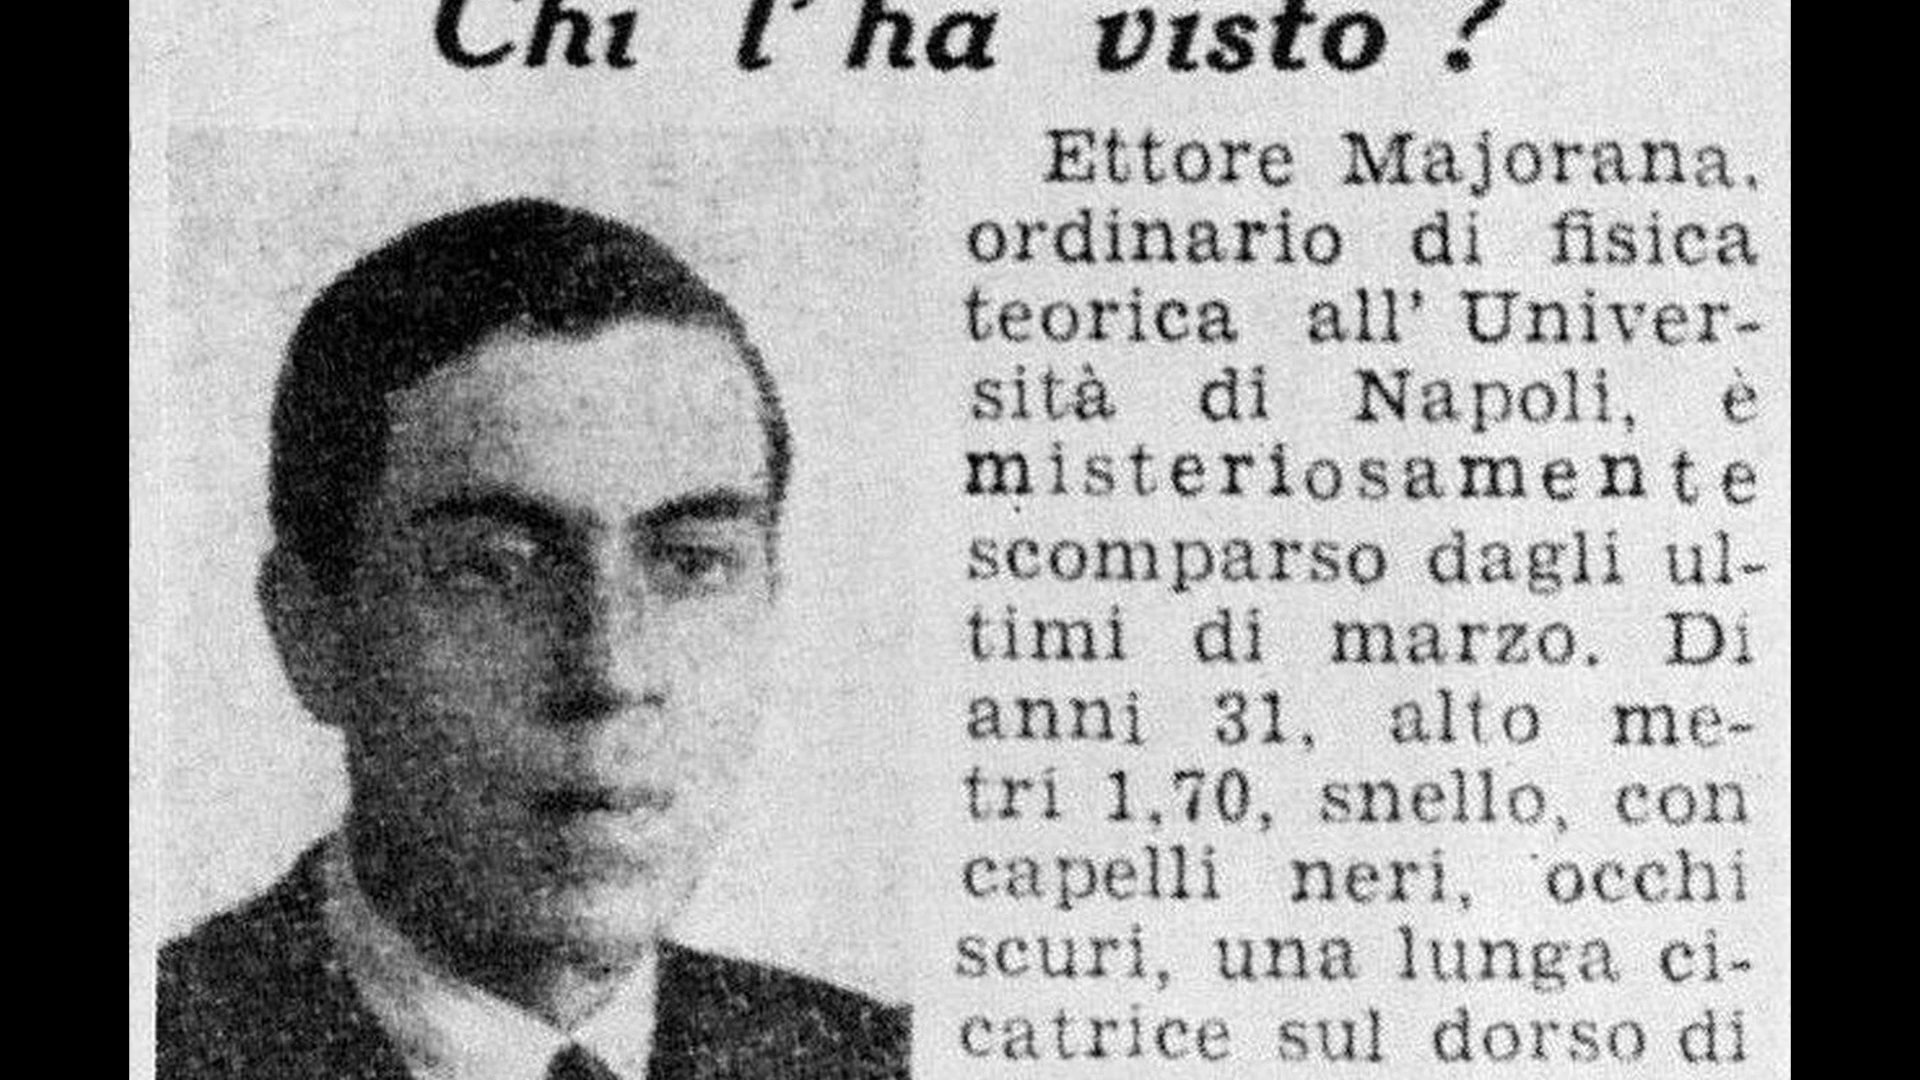 Chi l'ha visto?
Ettore Majorana,
ordinario di fisica
teorica all'Univer-
sità di Napoli, è
misteriosamente
scomparso dagli ul-
timi di marzo. Di
anni 31, alto me-
tri 1,70, snello, con
capelli neri, occhi
scuri, una lunga ci-
catrice sul dorso di